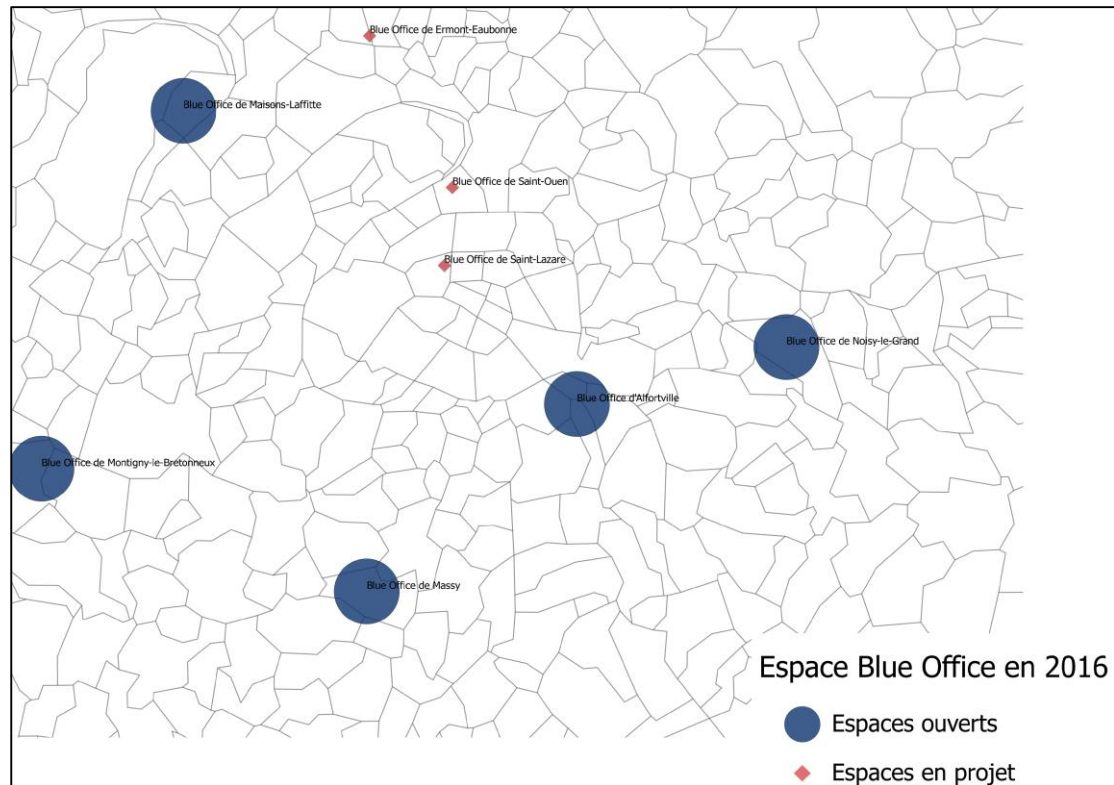 Blue Office de Ermont-Eaubonne
Blue Office de Maisons-Laffitte
Blue Office de Saint-Ouen
Blue Office de Saint-Lazare
Blue Office de Noisy-le-Grand
Blue Office d'Alfortville
Blue Office de Montigny-le-Bretonneux
Blue Office de Massy
Espace Blue Office en 2016
Espaces ouverts
Espaces en projet